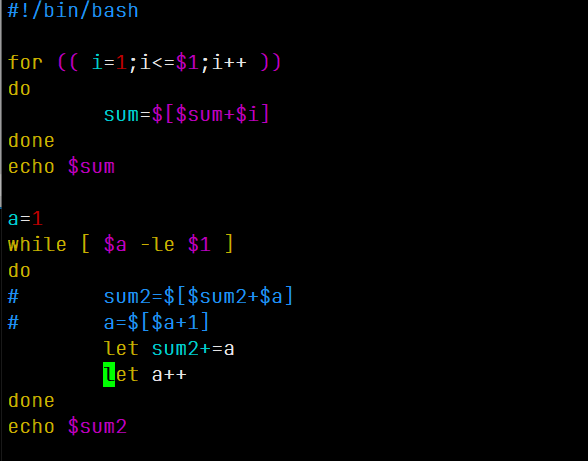 #!/bin/bash

for (( i=1;i<=$1;i++ ))
do
        sum=$[$sum+$i]
done
echo $sum

a=1
while [ $a -le $1 ]
do
#       sum2=$[$sum2+$a]
#       a=$[$a+1]
        let sum2+=a
        let a++
done
echo $sum2